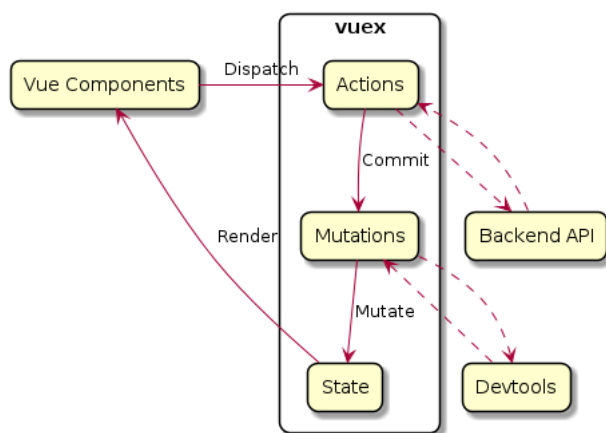 vuex
Vue Components
Dispatch
Actions
Commit
Render
Mutations
Backend API
Mutate
State
Devtools